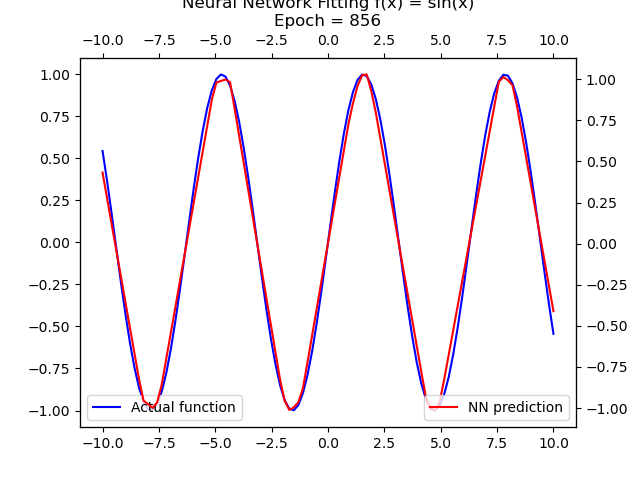 Neural Network Fitting f(x) = sin(x)
Epoch = 856
−10.0 −7.5 −5.0 −2.5 0.0 2.5 5.0 7.5 10.0
1.00 1.00
0.75 0.75
0.50 0.50
0.25 0.25
0.00 0.00
−0.25 −0.25
−0.50 −0.50
−0.75 −0.75
−1.00 Actual function NN prediction −1.00
−10.0 −7.5 −5.0 −2.5 0.0 2.5 5.0 7.5 10.0